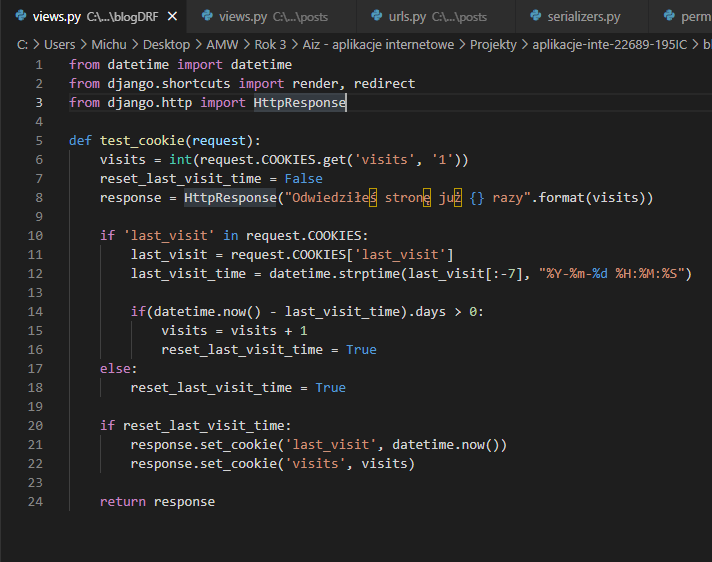 views.py C:\...\blogDRF views.py C:\...\posts urls.py C:\...\posts serializers.py perm
C: > Users > Michu > Desktop > AMW > Rok 3 > Aiz - aplikacje internetowe > Projekty > aplikacje-inte-22689-195IC > bl
1 from datetime import datetime
2 from django.shortcuts import render, redirect
3 from django.http import HttpResponse
4
5 def test_cookie(request):
6     visits = int(request.COOKIES.get('visits', '1'))
7     reset_last_visit_time = False
8     response = HttpResponse("Odwiedziłeś stronę już {} razy".format(visits))
9
10     if 'last_visit' in request.COOKIES:
11         last_visit = request.COOKIES['last_visit']
12         last_visit_time = datetime.strptime(last_visit[:-7], "%Y-%m-%d %H:%M:%S")
13
14         if(datetime.now() - last_visit_time).days > 0:
15             visits = visits + 1
16             reset_last_visit_time = True
17     else:
18         reset_last_visit_time = True
19
20     if reset_last_visit_time:
21         response.set_cookie('last_visit', datetime.now())
22         response.set_cookie('visits', visits)
23
24     return response